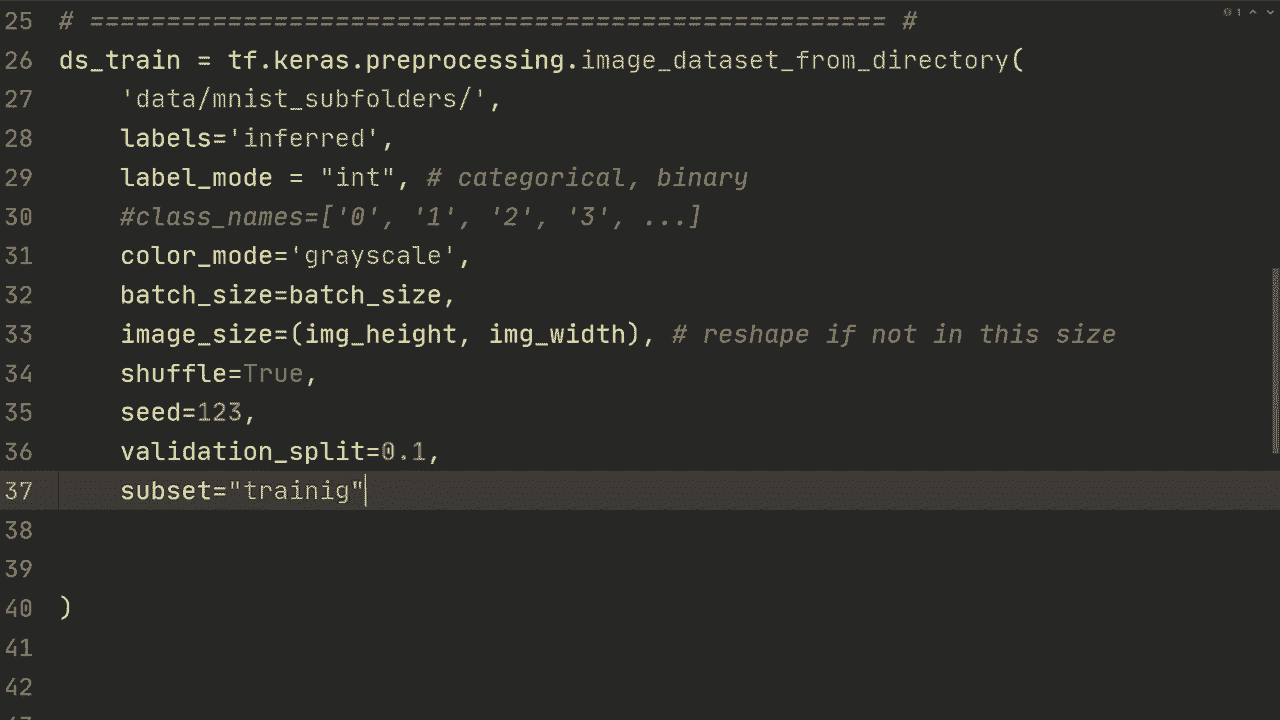 25 # ==================================================== #
26 ds_train = tf.keras.preprocessing.image_dataset_from_directory(
27 'data/mnist_subfolders/',
28 labels='inferred',
29 label_mode = "int", # categorical, binary
30 #class_names=['0', '1', '2', '3', ...]
31 color_mode='grayscale',
32 batch_size=batch_size,
33 image_size=(img_height, img_width), # reshape if not in this size
34 shuffle=True,
35 seed=123,
36 validation_split=0.1,
37 subset="trainig"
38
39
40 )
41
42